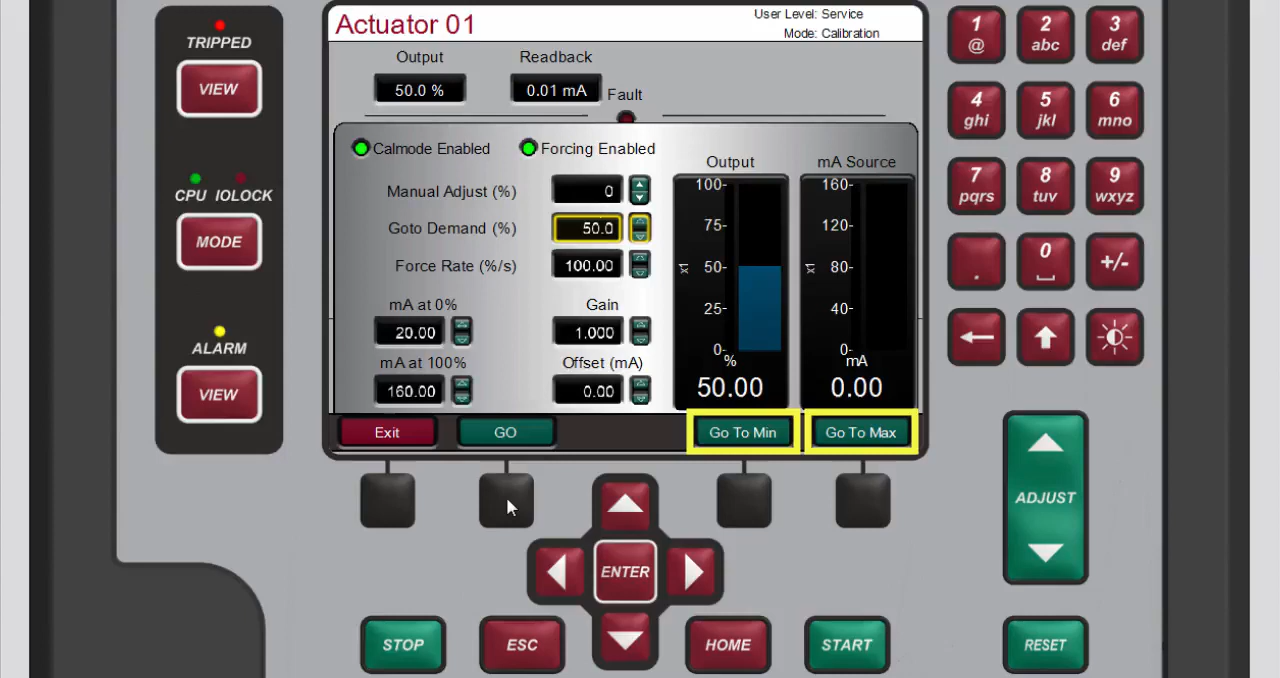 TRIPPED
VIEW
CPU IOLOCK
MODE
ALARM
VIEW
Actuator 01
User Level: Service
Mode: Calibration
Output
Readback
50.0 %
0.01 mA
Fault
Calmode Enabled
Forcing Enabled
Manual Adjust (%)
0
Goto Demand (%)
50.0
Force Rate (%/s)
100.00
mA at 0%
Gain
20.00
1.000
mA at 100%
Offset (mA)
160.00
0.00
Output
100-
75-
x1
50-
25-
0-
%
50.00
mA Source
160-
120-
x1
80-
40-
0-
mA
0.00
Exit
GO
Go To Min
Go To Max
ENTER
STOP
ESC
HOME
START
1
@
2
abc
3
def
4
ghi
5
jkl
6
mno
7
pqrs
8
tuv
9
wxyz
.
0
+/-
ADJUST
RESET